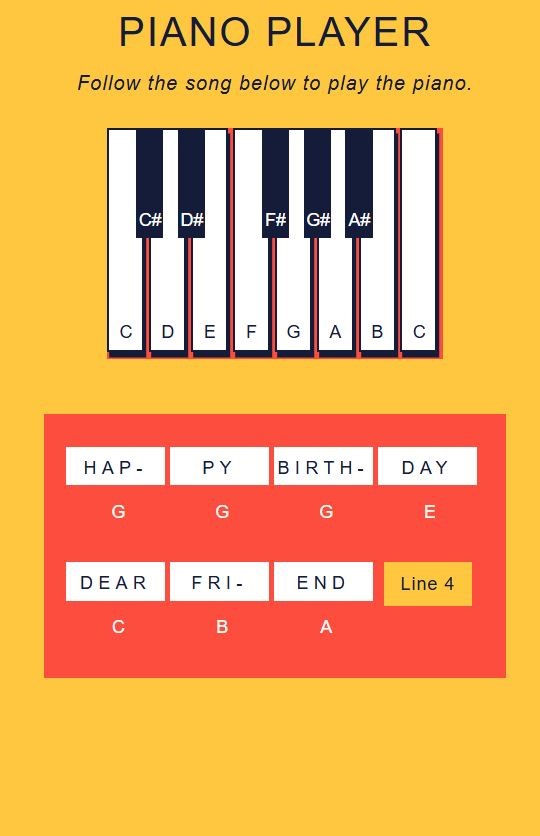 PIANO PLAYER
Follow the song below to play the piano.
C# D# F# G# A#
C D E F G A B C
HAP- PY BIRTH- DAY
G G G E
DEAR FRI- END Line 4
C B A